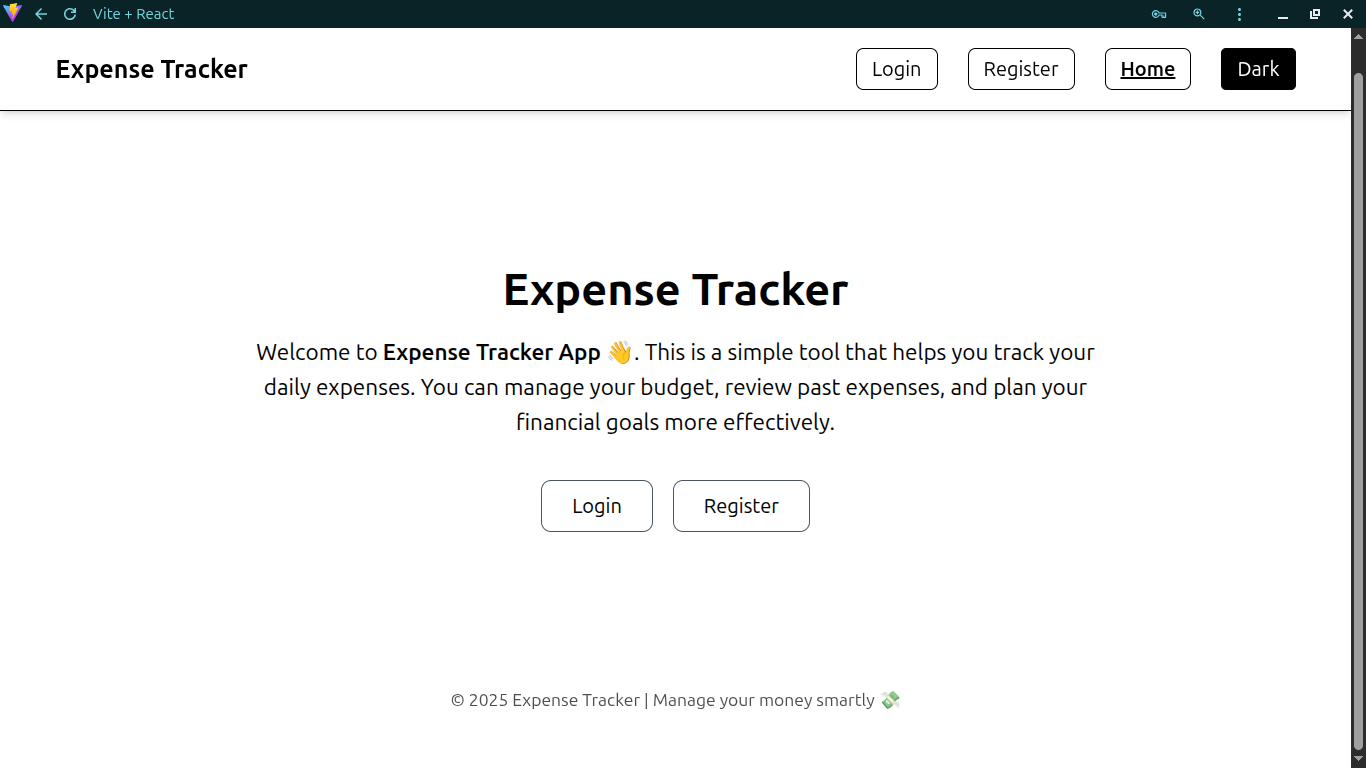 Vite + React
Expense Tracker
Login
Register
Home
Dark
Expense Tracker
Welcome to Expense Tracker App 👋. This is a simple tool that helps you track your
daily expenses. You can manage your budget, review past expenses, and plan your
financial goals more effectively.
Login
Register
© 2025 Expense Tracker | Manage your money smartly 💸